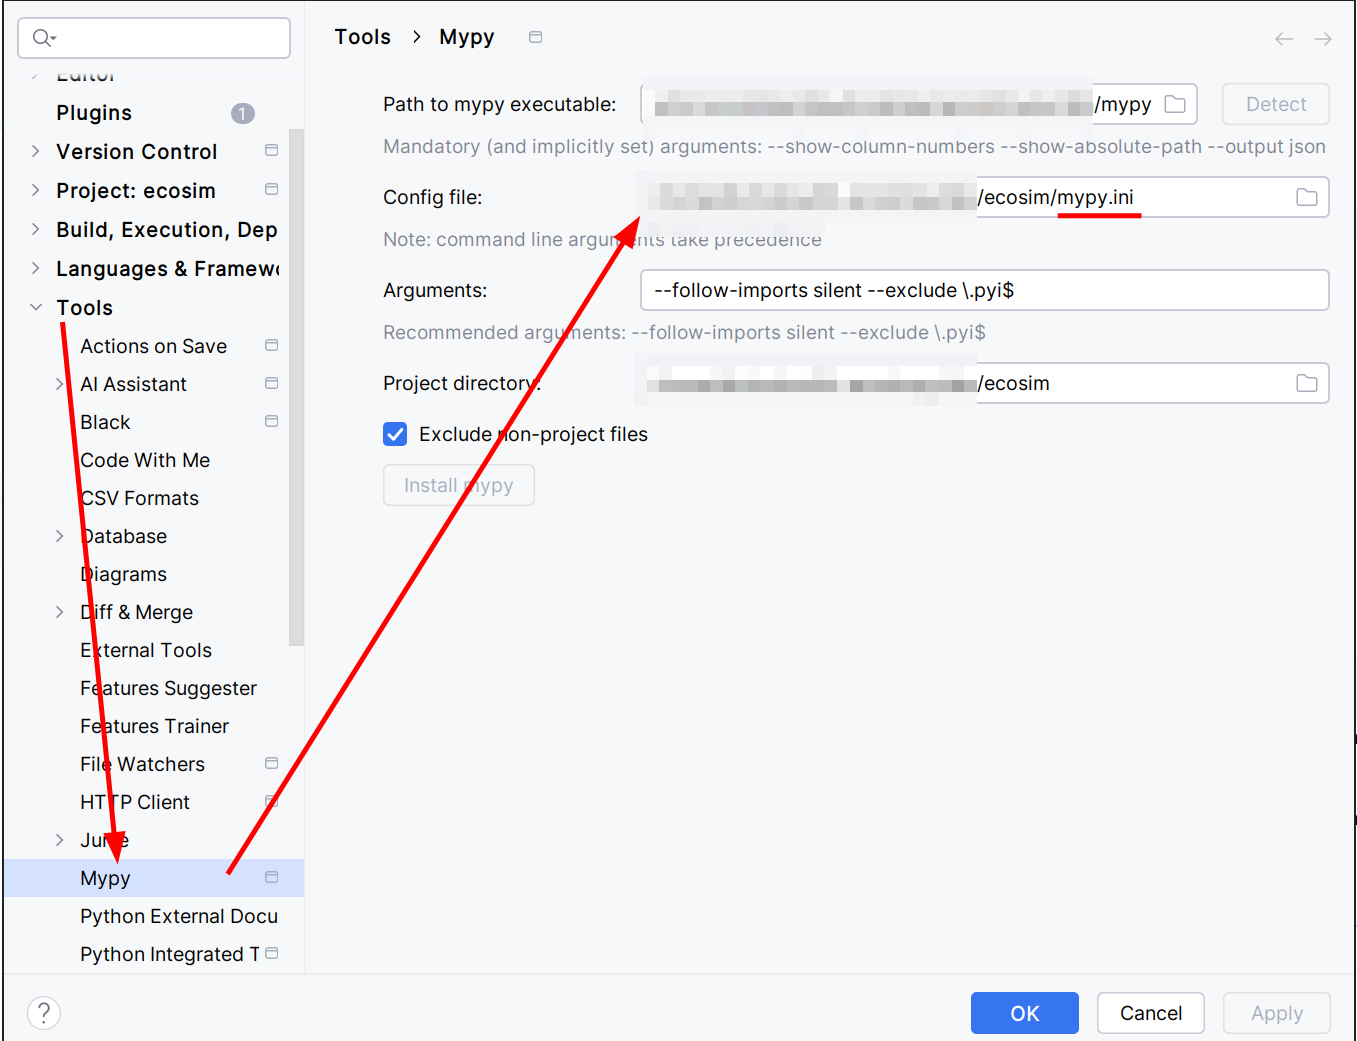 Editor
Plugins 1
Version Control
Project: ecosim
Build, Execution, Dep
Languages & Framewo
Tools
Actions on Save
AI Assistant
Black
Code With Me
CSV Formats
Database
Diagrams
Diff & Merge
External Tools
Features Suggester
Features Trainer
File Watchers
HTTP Client
Junie
Mypy
Python External Docu
Python Integrated T
Tools > Mypy
Path to mypy executable: /mypy Detect
Mandatory (and implicitly set) arguments: --show-column-numbers --show-absolute-path --output json
Config file: /ecosim/mypy.ini
Note: command line arguments take precedence
Arguments: --follow-imports silent --exclude \.pyi$
Recommended arguments: --follow-imports silent --exclude \.pyi$
Project directory: /ecosim
Exclude non-project files
Install mypy
?
OK Cancel Apply